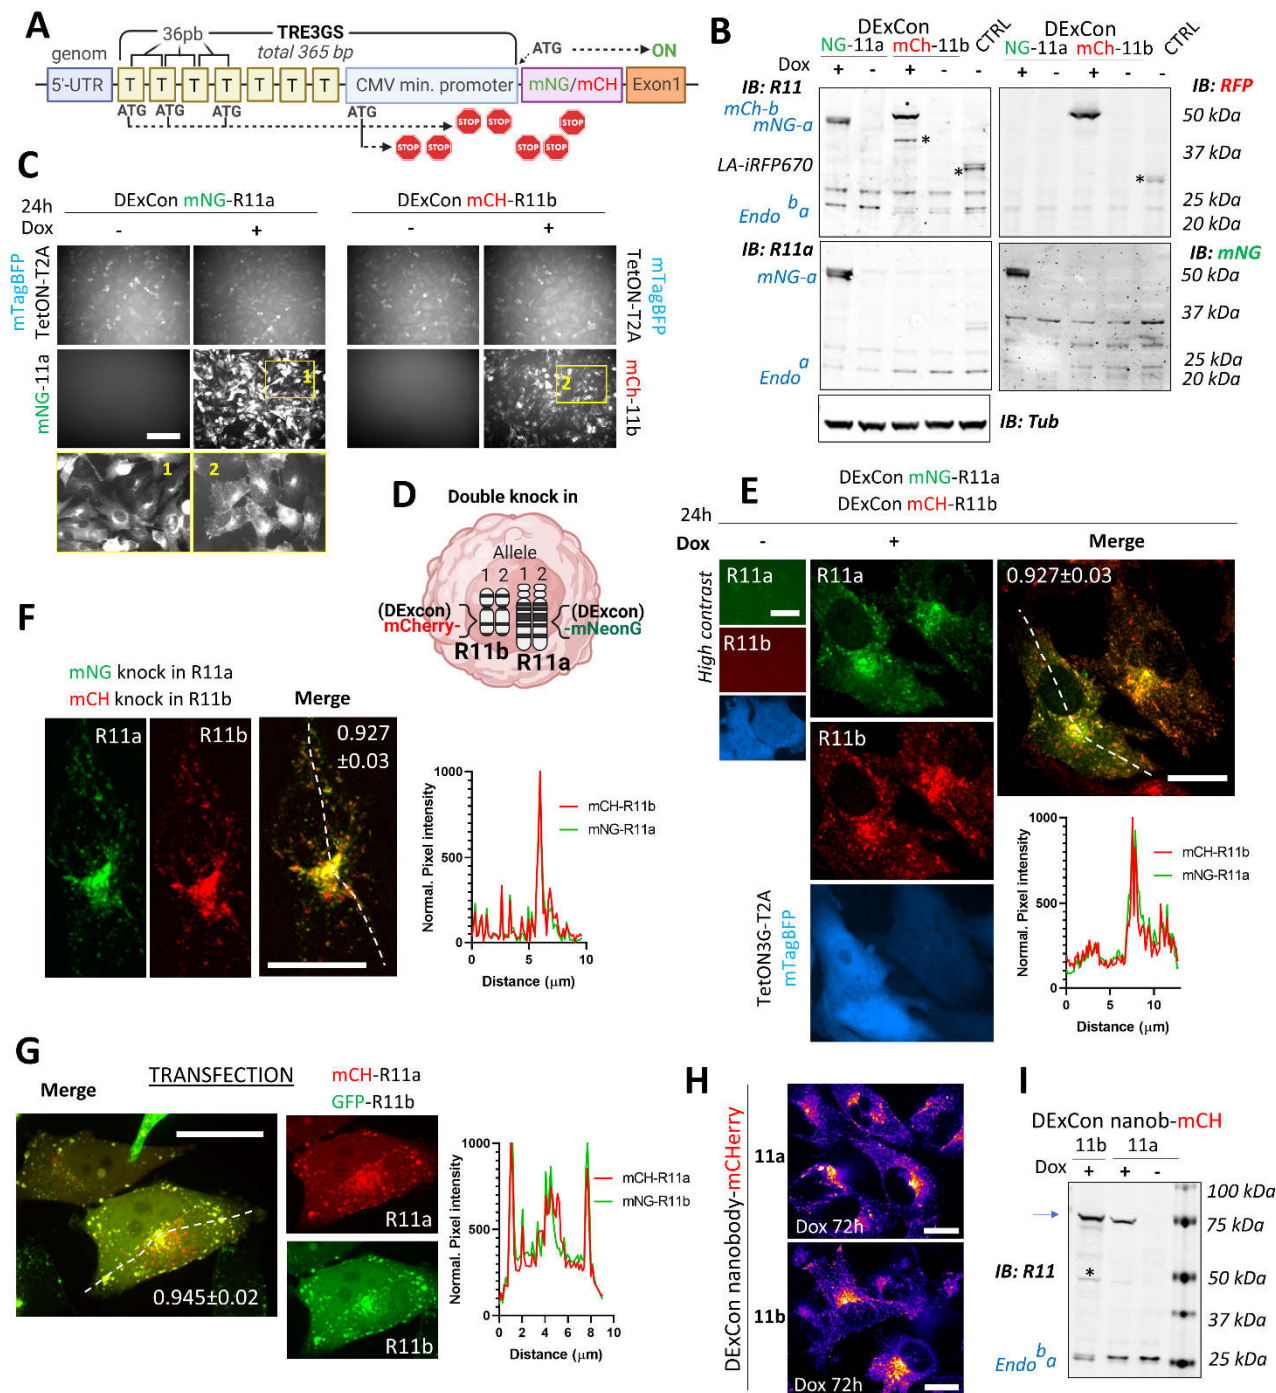 A
genom
36pb
TRE3GS
total 365 bp
ATG
ON
5'-UTR
T
T
T
T
T
T
T
CMV min. promoter
mNG/mCH
Exon1
ATG
ATG
ATG
ATG
STOP
STOP
STOP
STOP
STOP
STOP
STOP
B
DExCon
NG-11a
mCh-11b
CTRL
DExCon
NG-11a
mCh-11b
CTRL
Dox
+
-
+
-
-
+
-
+
-
-
IB: R11
mCh-b
mNG-a
LA-iRFP670
Endo b a
*
*
IB: RFP
50 kDa
37 kDa
25 kDa
20 kDa
*
IB: R11a
mNG-a
Endo a
IB: mNG
50 kDa
37 kDa
25 kDa
20 kDa
IB: Tub
C
24h
Dox
DExCon mNG-R11a
-
+
DExCon mCH-R11b
-
+
mTagBFP
TetON-T2A
mTagBFP
TetON-T2A
mNG-11a
mCh-11b
1
2
1
2
D
Double knock in
Allele
1 2
1 2
(DExcon)
mCherry-
(DExcon)
-mNeonG
R11b
R11a
E
DExCon mNG-R11a
DExCon mCH-R11b
24h
Dox
-
+
Merge
High contrast
R11a
R11b
R11a
R11b
0.927±0.03
TetON3G-T2A
mTagBFP
Normal. Pixel intensity
1000
500
0
0
5
10
Distance (μm)
mCH-R11b
mNG-R11a
F
mNG knock in R11a
mCH knock in R11b
Merge
R11a
R11b
0.927
±0.03
Normal. Pixel intensity
1000
500
0
0
5
10
Distance (μm)
mCH-R11b
mNG-R11a
G
Merge
TRANSFECTION
mCH-R11a
GFP-R11b
0.945±0.02
R11a
R11b
Normal. Pixel intensity
1000
500
0
0
2
4
6
8
10
Distance (μm)
mCH-R11a
mNG-R11b
H
DExCon nanobody-mCHerry
11a
Dox 72h
11b
Dox 72h
I
DExCon nanob-mCH
11b
11a
Dox
+
+
-
100 kDa
75 kDa
50 kDa
37 kDa
25 kDa
IB: R11
*
Endo b a